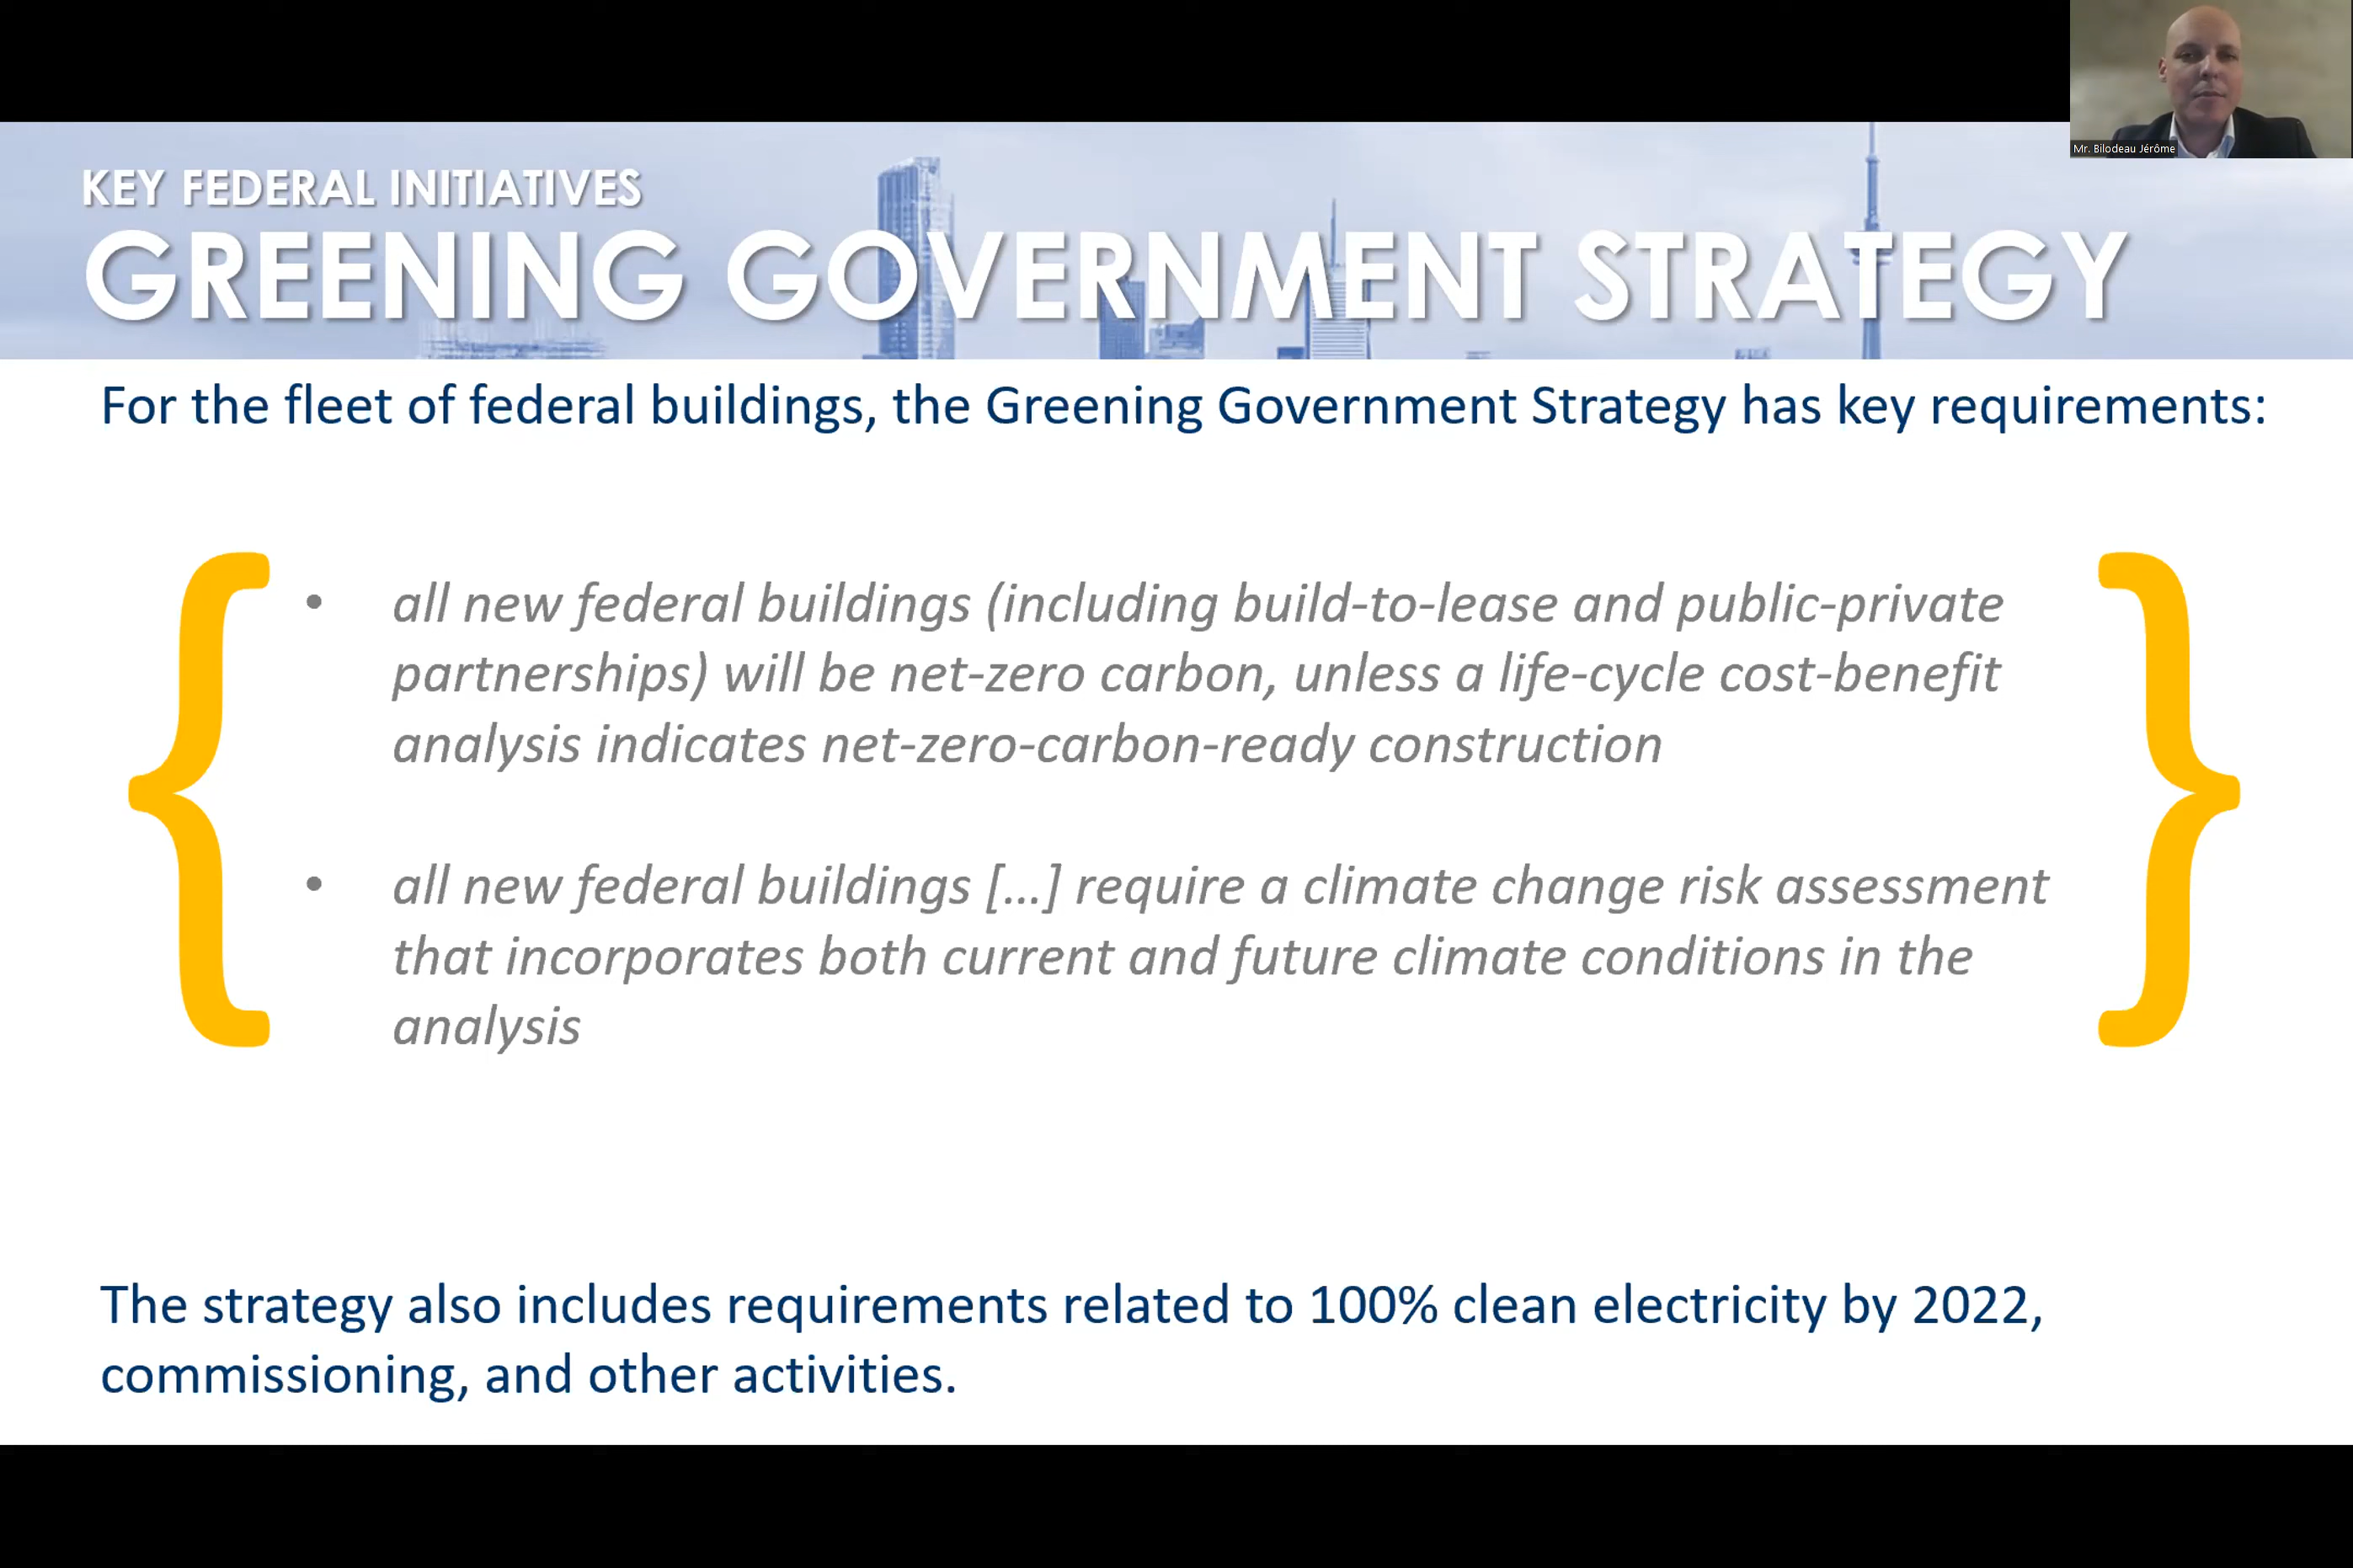 Mr. Bilodeau Jérôme
KEY FEDERAL INITIATIVES
GREENING GOVERNMENT STRATEGY
For the fleet of federal buildings, the Greening Government Strategy has key requirements:
• all new federal buildings (including build-to-lease and public-private
partnerships) will be net-zero carbon, unless a life-cycle cost-benefit
analysis indicates net-zero-carbon-ready construction
• all new federal buildings [...] require a climate change risk assessment
that incorporates both current and future climate conditions in the
analysis
The strategy also includes requirements related to 100% clean electricity by 2022,
commissioning, and other activities.